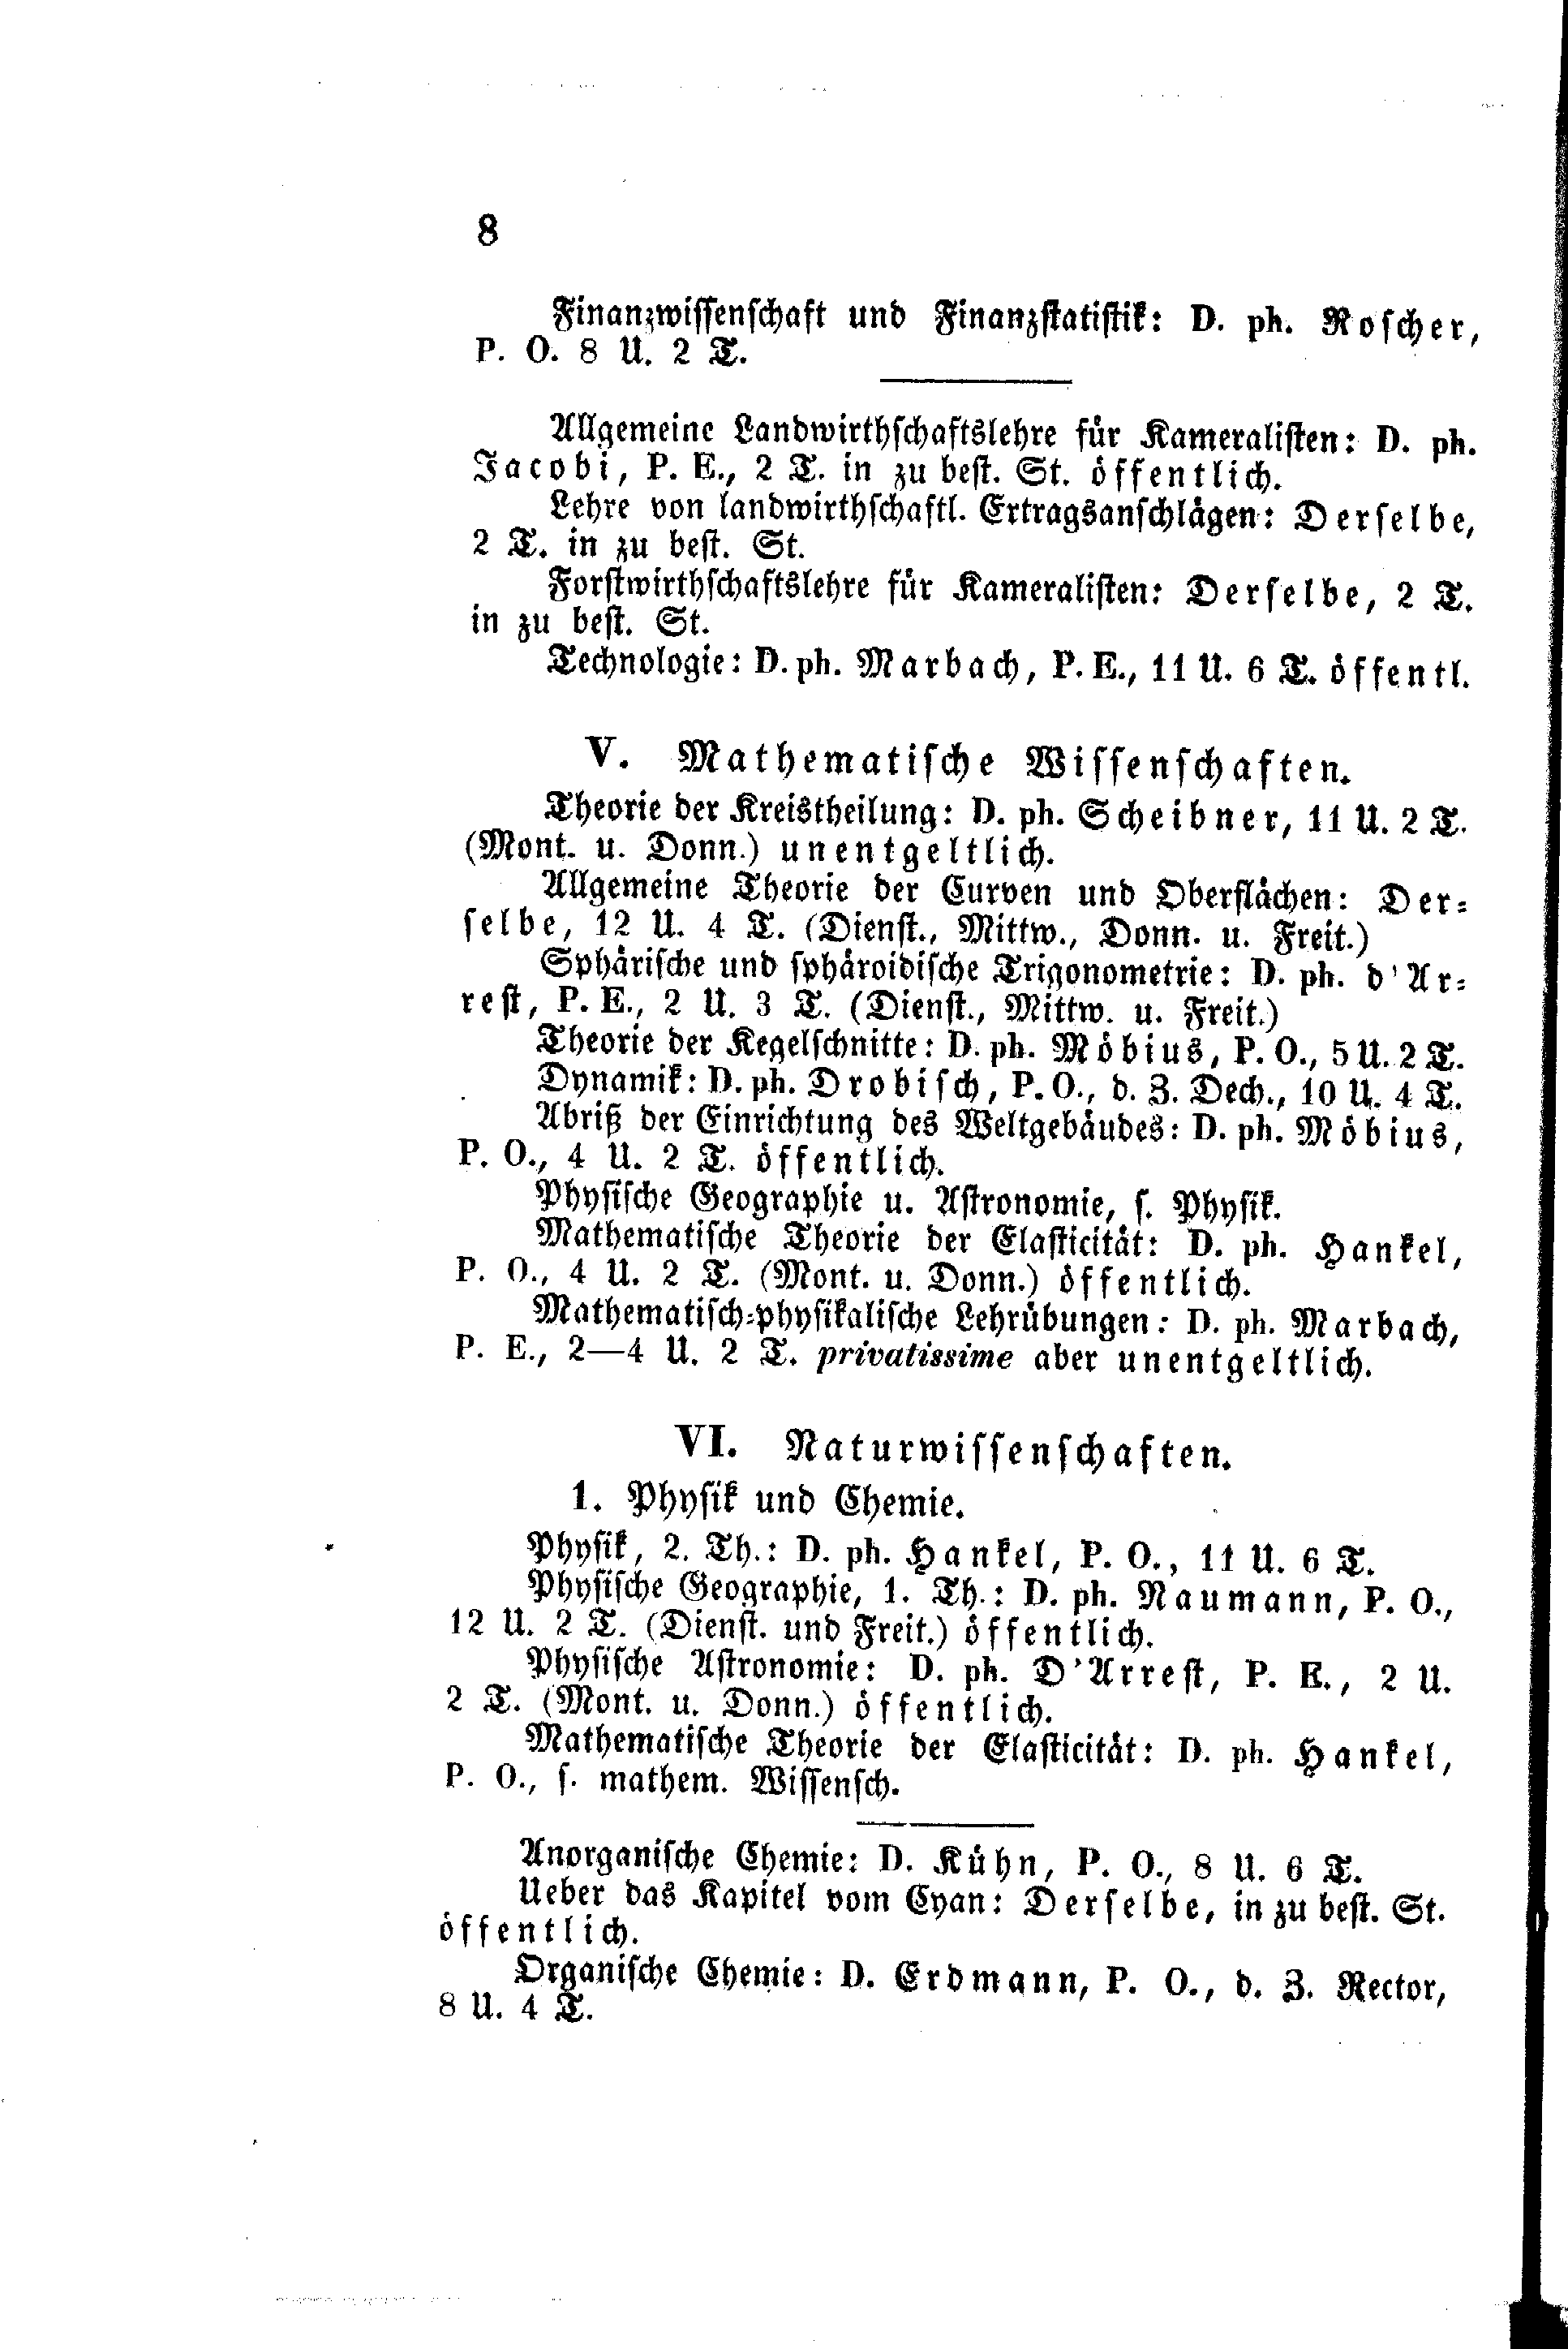 8
Finanzwissenschaft und Finanzstatistik: D. ph. Roscher,
P. O. 8 U. 2 T.
Allgemeine Landwirthschaftslehre für Kameralisten: D. ph.
Jacobi, P. E., 2 T. in zu best. St. öffentlich.
Lehre von landwirthschaftl. Ertragsanschlägen: Derselbe,
2 T. in zu best. St.
Forstwirthschaftslehre für Kameralisten: Derselbe, 2 T.
in zu best. St.
Technologie: D. ph. Marbach, P. E., 11 U. 6 T. öffentl.
V. Mathematische Wissenschaften.
Theorie der Kreistheilung: D. ph. Scheibner, 11 U. 2 T.
(Mont. u. Donn.) unentgeltlich.
Allgemeine Theorie der Curven und Oberflächen: Der-
selbe, 12 U. 4 T. (Dienst., Mittw., Donn. u. Freit.)
Sphärische und sphäroidische Trigonometrie: D. ph. d'Ar-
rest, P. E., 2 U. 3 T. (Dienst., Mittw. u. Freit.)
Theorie der Kegelschnitte: D. ph. Möbius, P. O., 5 U. 2 T.
Dynamik: D. ph. Drobisch, P. O., d. Z. Dech., 10 U. 4 T.
Abriß der Einrichtung des Weltgebäudes: D. ph. Möbius,
P. O., 4 U. 2 T. öffentlich.
Physische Geographie u. Astronomie, s. Physik.
Mathematische Theorie der Elasticität: D. ph. Hankel,
P. O., 4 U. 2 T. (Mont. u. Donn.) öffentlich.
Mathematisch-physikalische Lehrübungen: D. ph. Marbach,
P. E., 2—4 U. 2 T. privatissime aber unentgeltlich.
VI. Naturwissenschaften.
1. Physik und Chemie.
Physik, 2. Th.: D. ph. Hankel, P. O., 11 U. 6 T.
Physische Geographie, 1. Th.: D. ph. Naumann, P. O.,
12 U. 2 T. (Dienst. und Freit.) öffentlich.
Physische Astronomie: D. ph. D'Arrest, P. E., 2 U.
2 T. (Mont. u. Donn.) öffentlich.
Mathematische Theorie der Elasticität: D. ph. Hankel,
P. O., s. mathem. Wissensch.
Anorganische Chemie: D. Kühn, P. O., 8 U. 6 T.
Ueber das Kapitel vom Cyan: Derselbe, in zu best. St.
öffentlich.
Organische Chemie: D. Erdmann, P. O., d. Z. Rector,
8 U. 4 T.